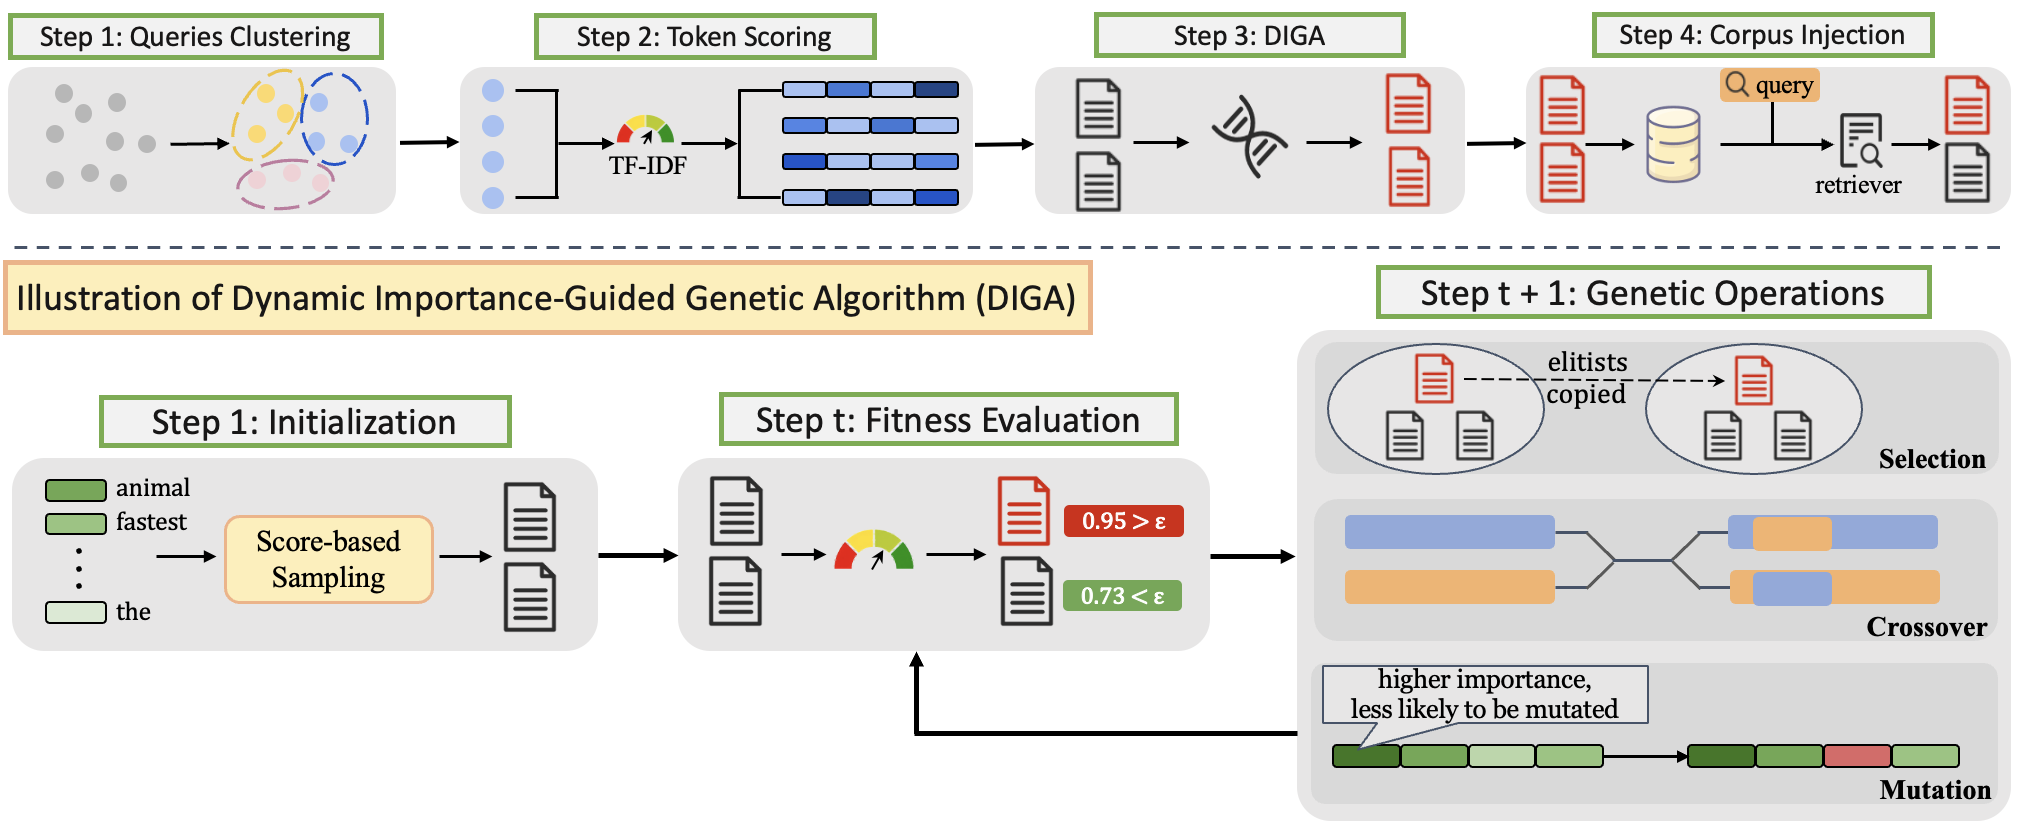 Step 1: Queries Clustering
Step 2: Token Scoring
Step 3: DIGA
Step 4: Corpus Injection
TF-IDF
query
retriever
Illustration of Dynamic Importance-Guided Genetic Algorithm (DIGA)
Step 1: Initialization
animal
fastest
the
Score-based
Sampling
Step t: Fitness Evaluation
0.95 > ε
0.73 < ε
Step t + 1: Genetic Operations
elitists
copied
Selection
Crossover
higher importance,
less likely to be mutated
Mutation